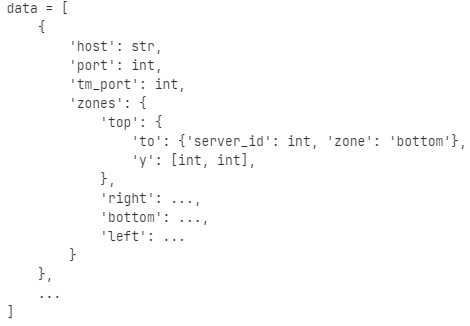 data = [
    {
        'host': str,
        'port': int,
        'tm_port': int,
        'zones': {
            'top': {
                'to': {'server_id': int, 'zone': 'bottom'},
                'y': [int, int],
            },
            'right': ...,
            'bottom': ...,
            'left': ...
        }
    },
    ...
]